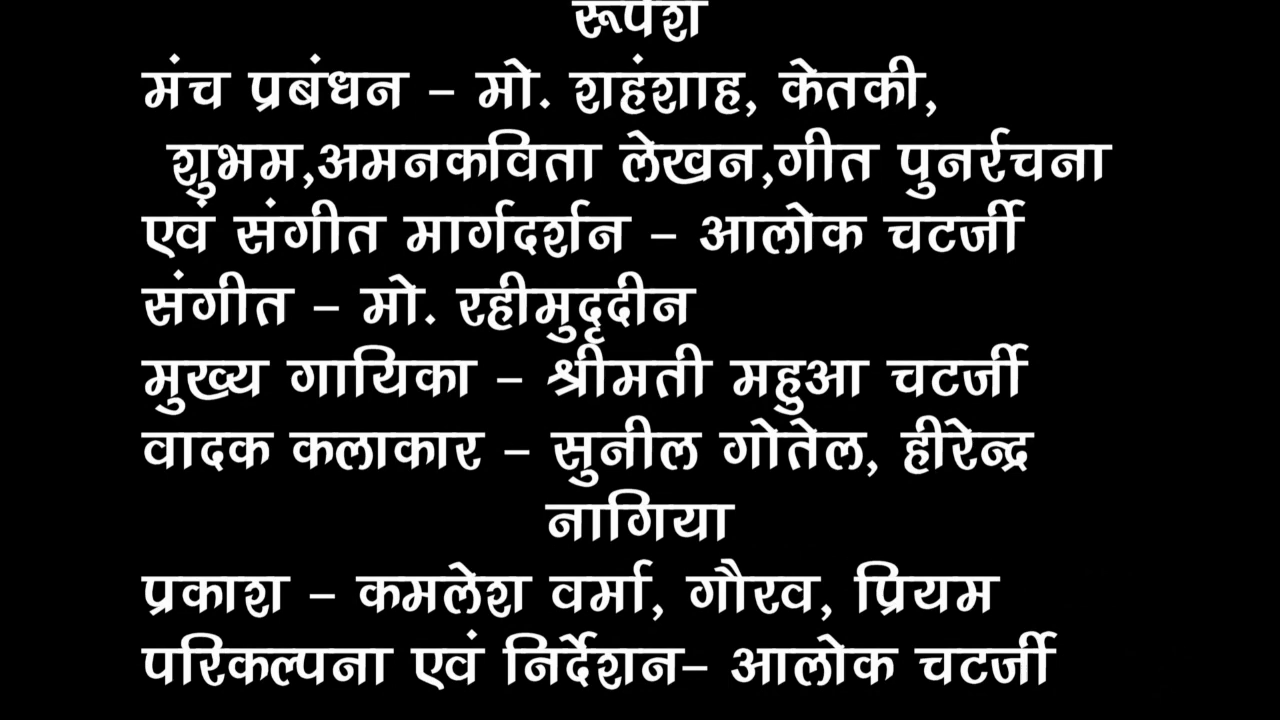 रूपेश
मंच प्रबंधन – मो. शहंशाह, केतकी,
शुभम,अमनकविता लेखन,गीत पुनर्रचना
एवं संगीत मार्गदर्शन – आलोक चटर्जी
संगीत – मो. रहीमुदृदीन
मुख्य गायिका – श्रीमती महुआ चटर्जी
वादक कलाकार – सुनील गोतेल, हीरेन्द्र
नागिया
प्रकाश – कमलेश वर्मा, गौरव, प्रियम
परिकल्पना एवं निर्देशन– आलोक चटर्जी